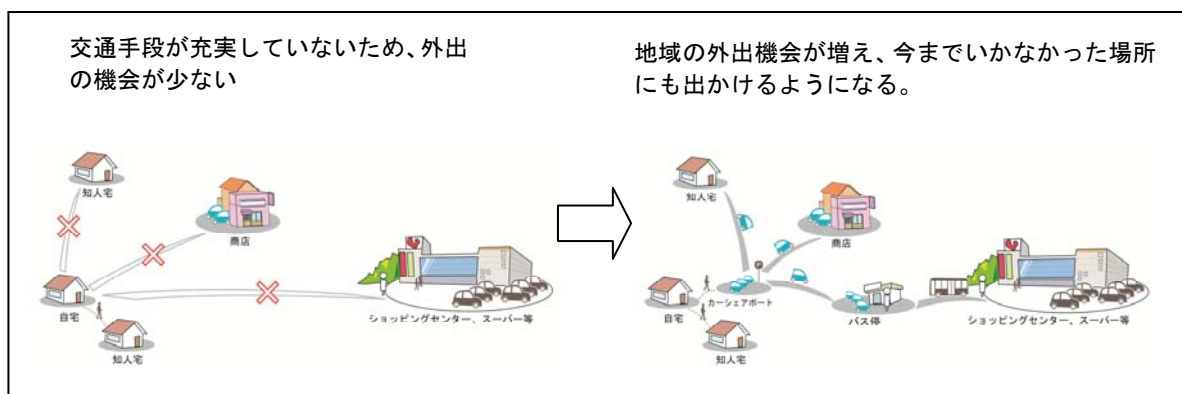 交通手段が充実していないため、外出
の機会が少ない
知人宅
商店
自宅
ショッピングセンター、スーパー等
知人宅
地域の外出機会が増え、今までいかなかった場所
にも出かけるようになる。
知人宅
商店
カーシェアポート
自宅
バス停
ショッピングセンター、スーパー等
知人宅